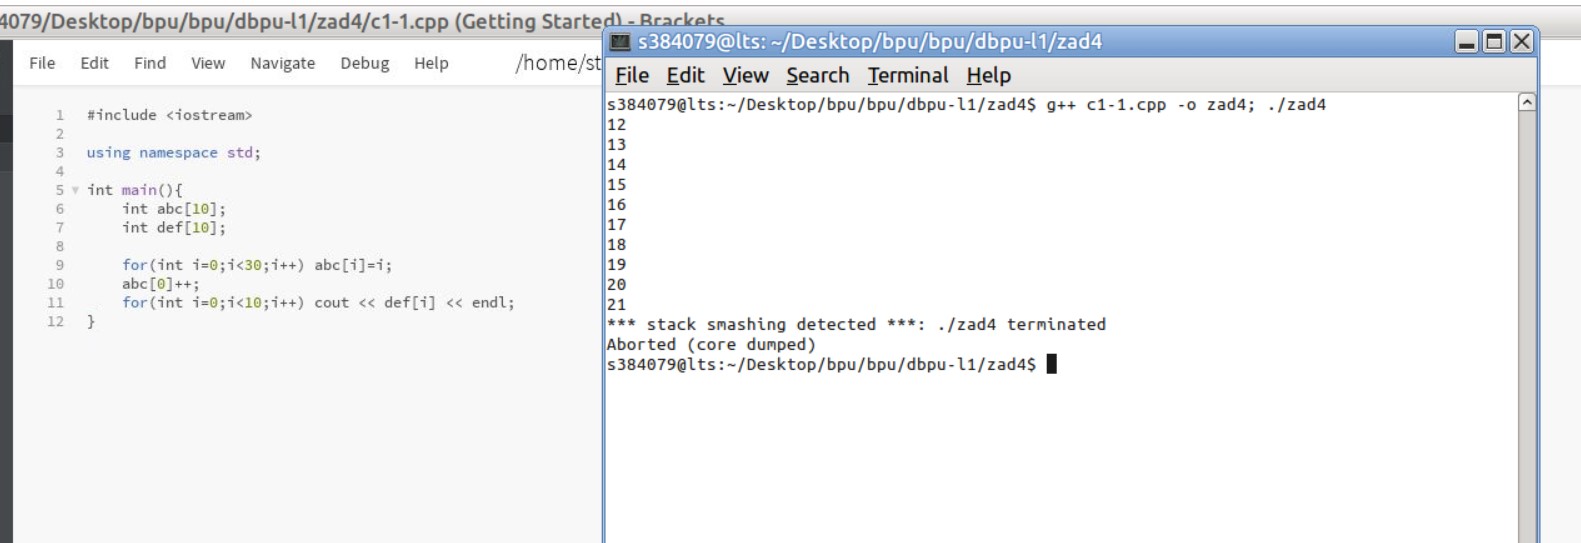 4079/Desktop/bpu/bpu/dbpu-l1/zad4/c1-1.cpp (Getting Started) - Brackets
File Edit Find View Navigate Debug Help /home/st
1 #include <iostream>
2
3 using namespace std;
4
5 int main(){
6 int abc[10];
7 int def[10];
8
9 for(int i=0;i<30;i++) abc[i]=i;
10 abc[0]++;
11 for(int i=0;i<10;i++) cout << def[i] << endl;
12 }
s384079@lts: ~/Desktop/bpu/bpu/dbpu-l1/zad4
File Edit View Search Terminal Help
s384079@lts:~/Desktop/bpu/bpu/dbpu-l1/zad4$ g++ c1-1.cpp -o zad4; ./zad4
12
13
14
15
16
17
18
19
20
21
*** stack smashing detected ***: ./zad4 terminated
Aborted (core dumped)
s384079@lts:~/Desktop/bpu/bpu/dbpu-l1/zad4$